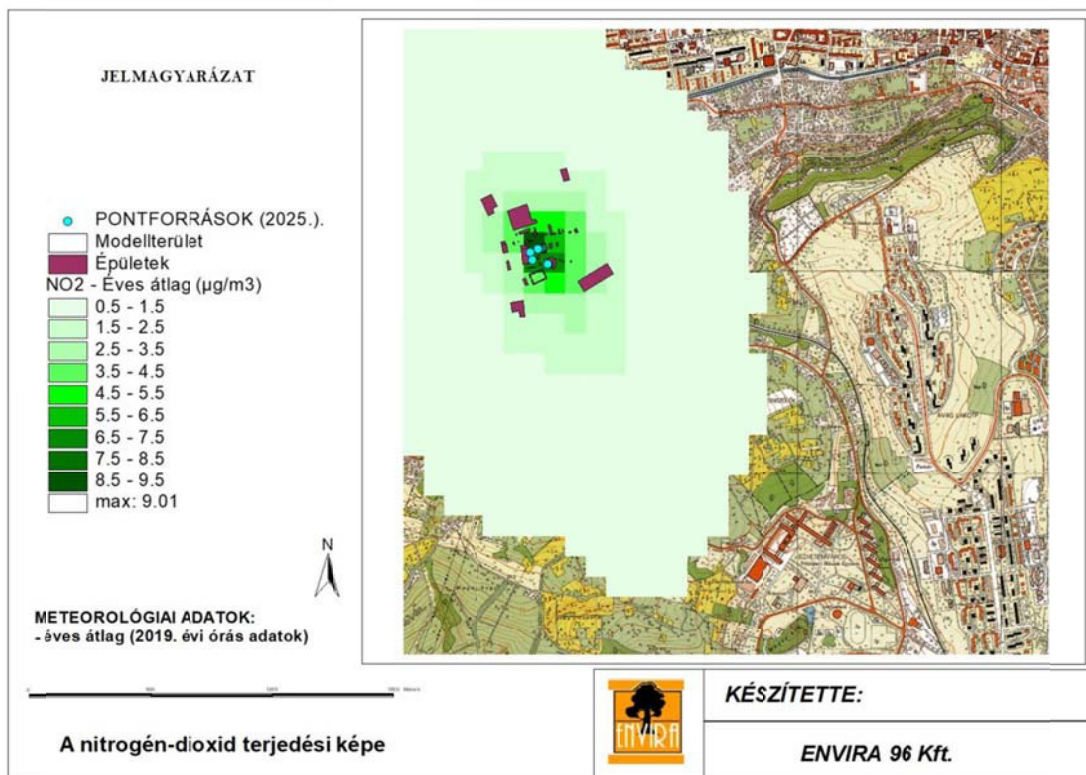 JELMAGYARÁZAT
PONTFORRÁSOK (2025.).
Modellterület
Épületek
NO2 - Éves átlag (µg/m3)
0.5 - 1.5
1.5 - 2.5
2.5 - 3.5
3.5 - 4.5
4.5 - 5.5
5.5 - 6.5
6.5 - 7.5
7.5 - 8.5
8.5 - 9.5
max: 9.01
N
METEOROLÓGIAI ADATOK:
- éves átlag (2019. évi órás adatok)
A nitrogén-dioxid terjedési képe
ENVIRA
KÉSZÍTETTE:
ENVIRA 96 Kft.